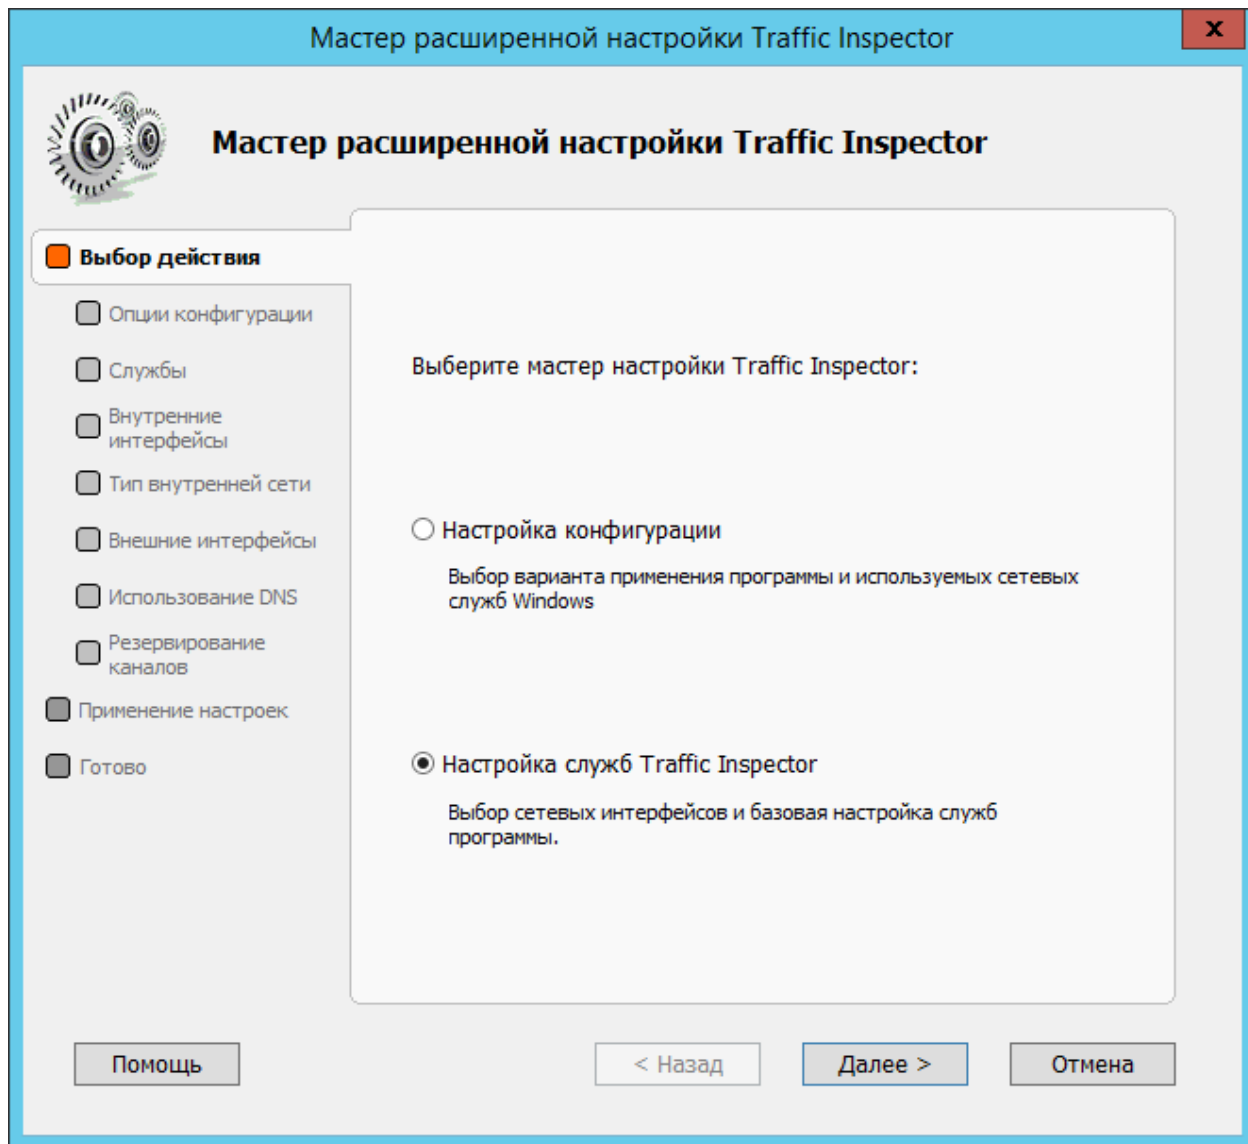 Мастер расширенной настройки Traffic Inspector
x
Мастер расширенной настройки Traffic Inspector
Выбор действия
Опции конфигурации
Службы
Внутренние
интерфейсы
Тип внутренней сети
Внешние интерфейсы
Использование DNS
Резервирование
каналов
Применение настроек
Готово
Выберите мастер настройки Traffic Inspector:
Настройка конфигурации
Выбор варианта применения программы и используемых сетевых
служб Windows
Настройка служб Traffic Inspector
Выбор сетевых интерфейсов и базовая настройка служб
программы.
Помощь
< Назад
Далее >
Отмена